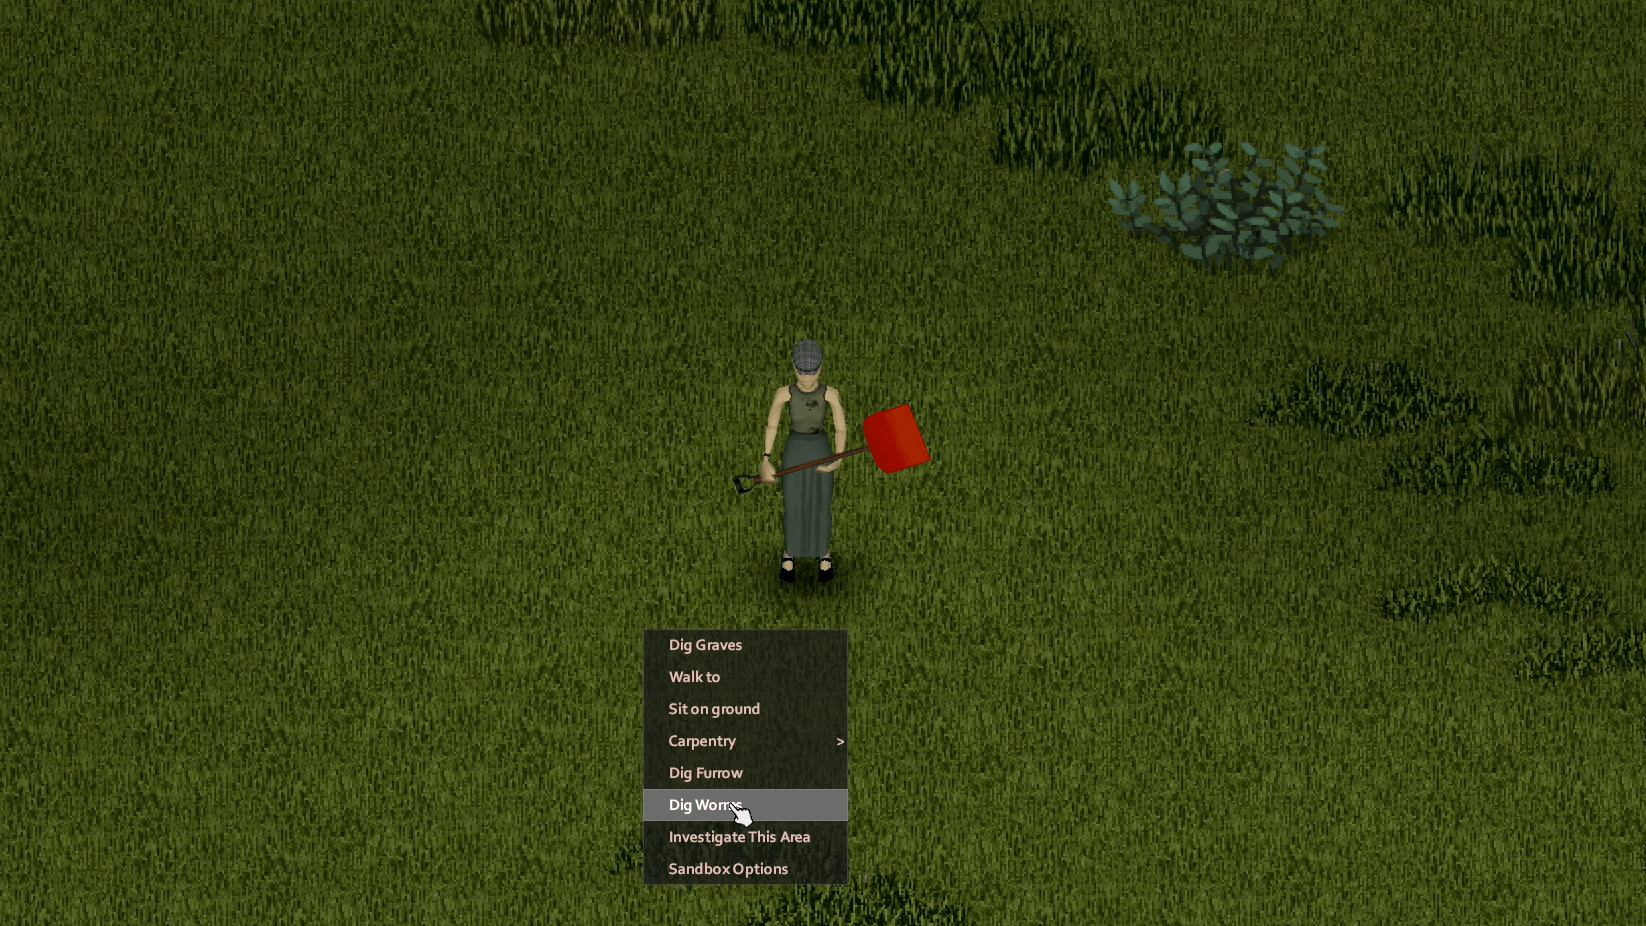 Dig Graves
Walk to
Sit on ground
Carpentry >
Dig Furrow
Dig Worms
Investigate This Area
Sandbox Options